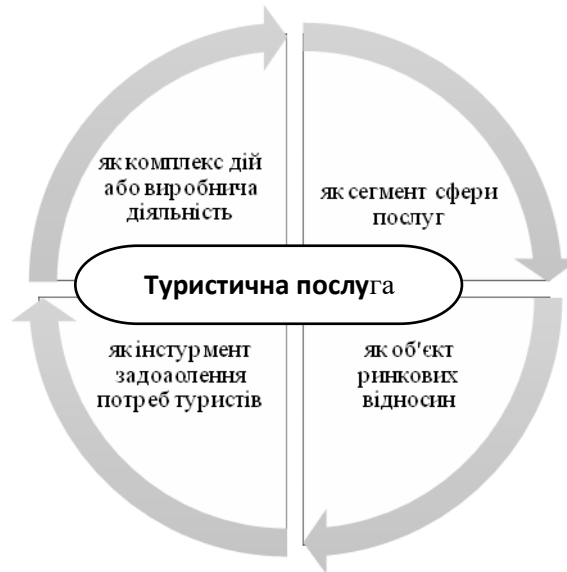 як комплекс дій
або виробнича
діяльність
як сегмент сфери
послуг
Туристична послуга
як інстурмент
задоаолення
потреб туристів
як об'єкт
ринкових
відносин